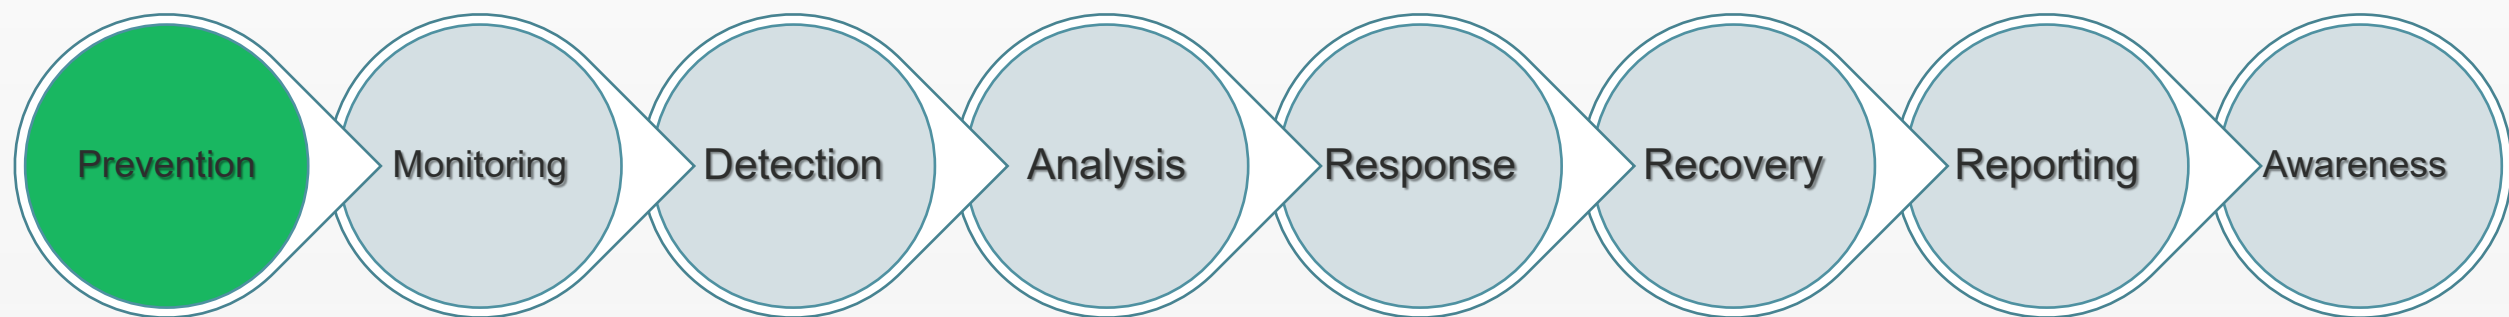 Prevention
Monitoring
Detection
Analysis
Response
Recovery
Reporting
Awareness